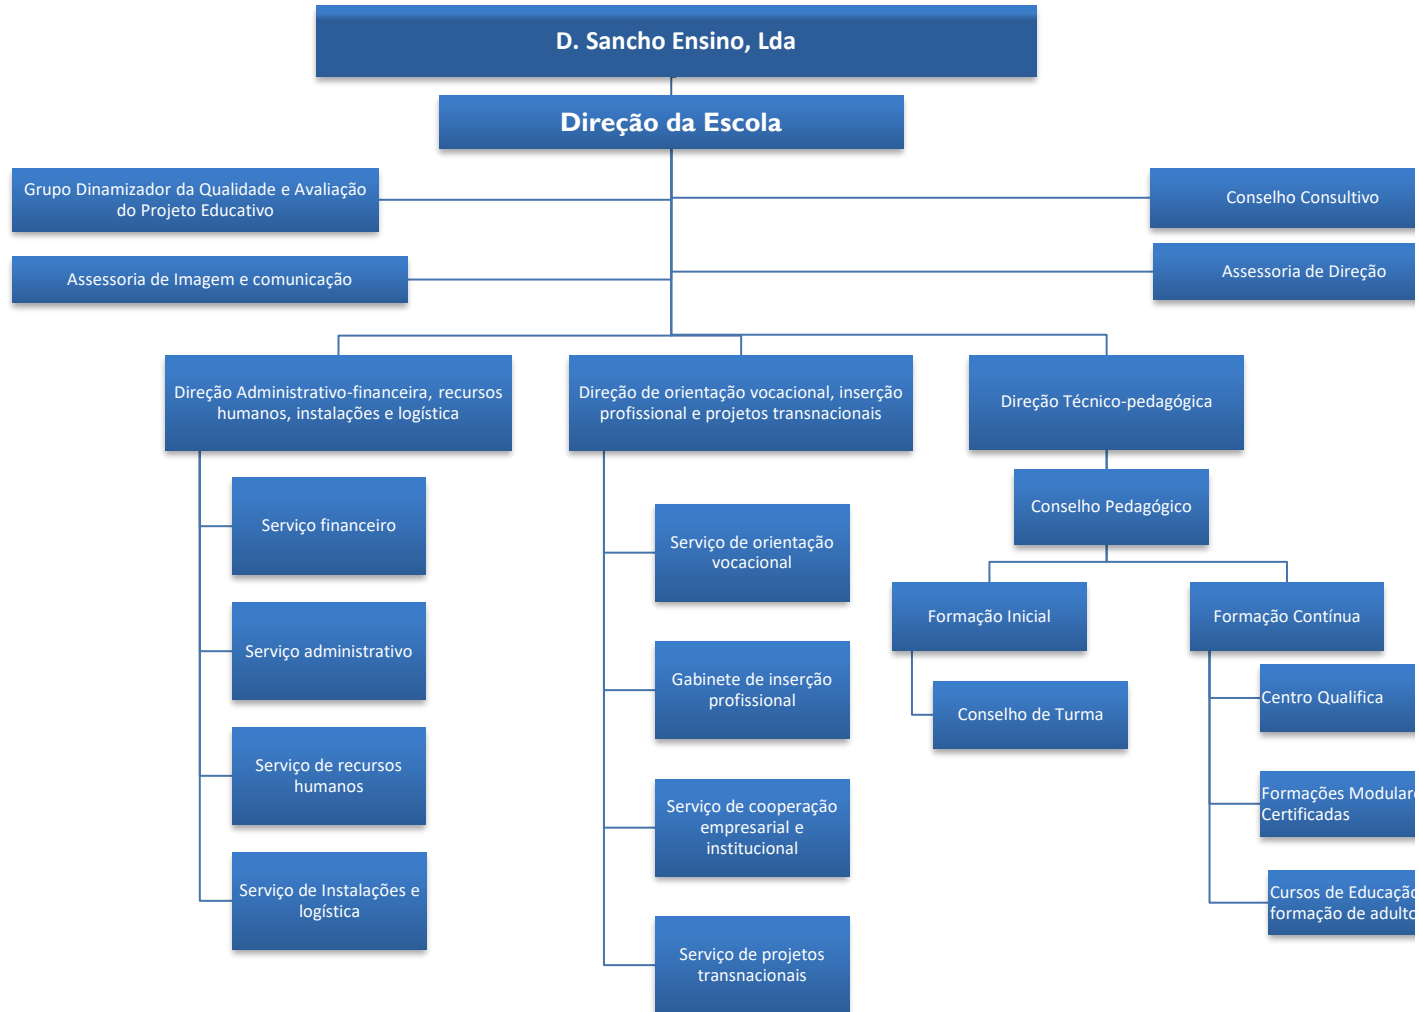 D. Sancho Ensino, Lda
Direção da Escola
Grupo Dinamizador da Qualidade e Avaliação
do Projeto Educativo
Conselho Consultivo
Assessoria de Imagem e comunicação
Assessoria de Direção
Direção Administrativo-financeira, recursos
humanos, instalações e logística
Direção de orientação vocacional, inserção
profissional e projetos transnacionais
Direção Técnico-pedagógica
Serviço financeiro
Serviço administrativo
Serviço de recursos
humanos
Serviço de Instalações e
logística
Serviço de orientação
vocacional
Gabinete de inserção
profissional
Serviço de cooperação
empresarial e
institucional
Serviço de projetos
transnacionais
Conselho Pedagógico
Formação Inicial
Conselho de Turma
Formação Contínua
Centro Qualifica
Formações Modulare
Certificadas
Cursos de Educação
formação de adulto